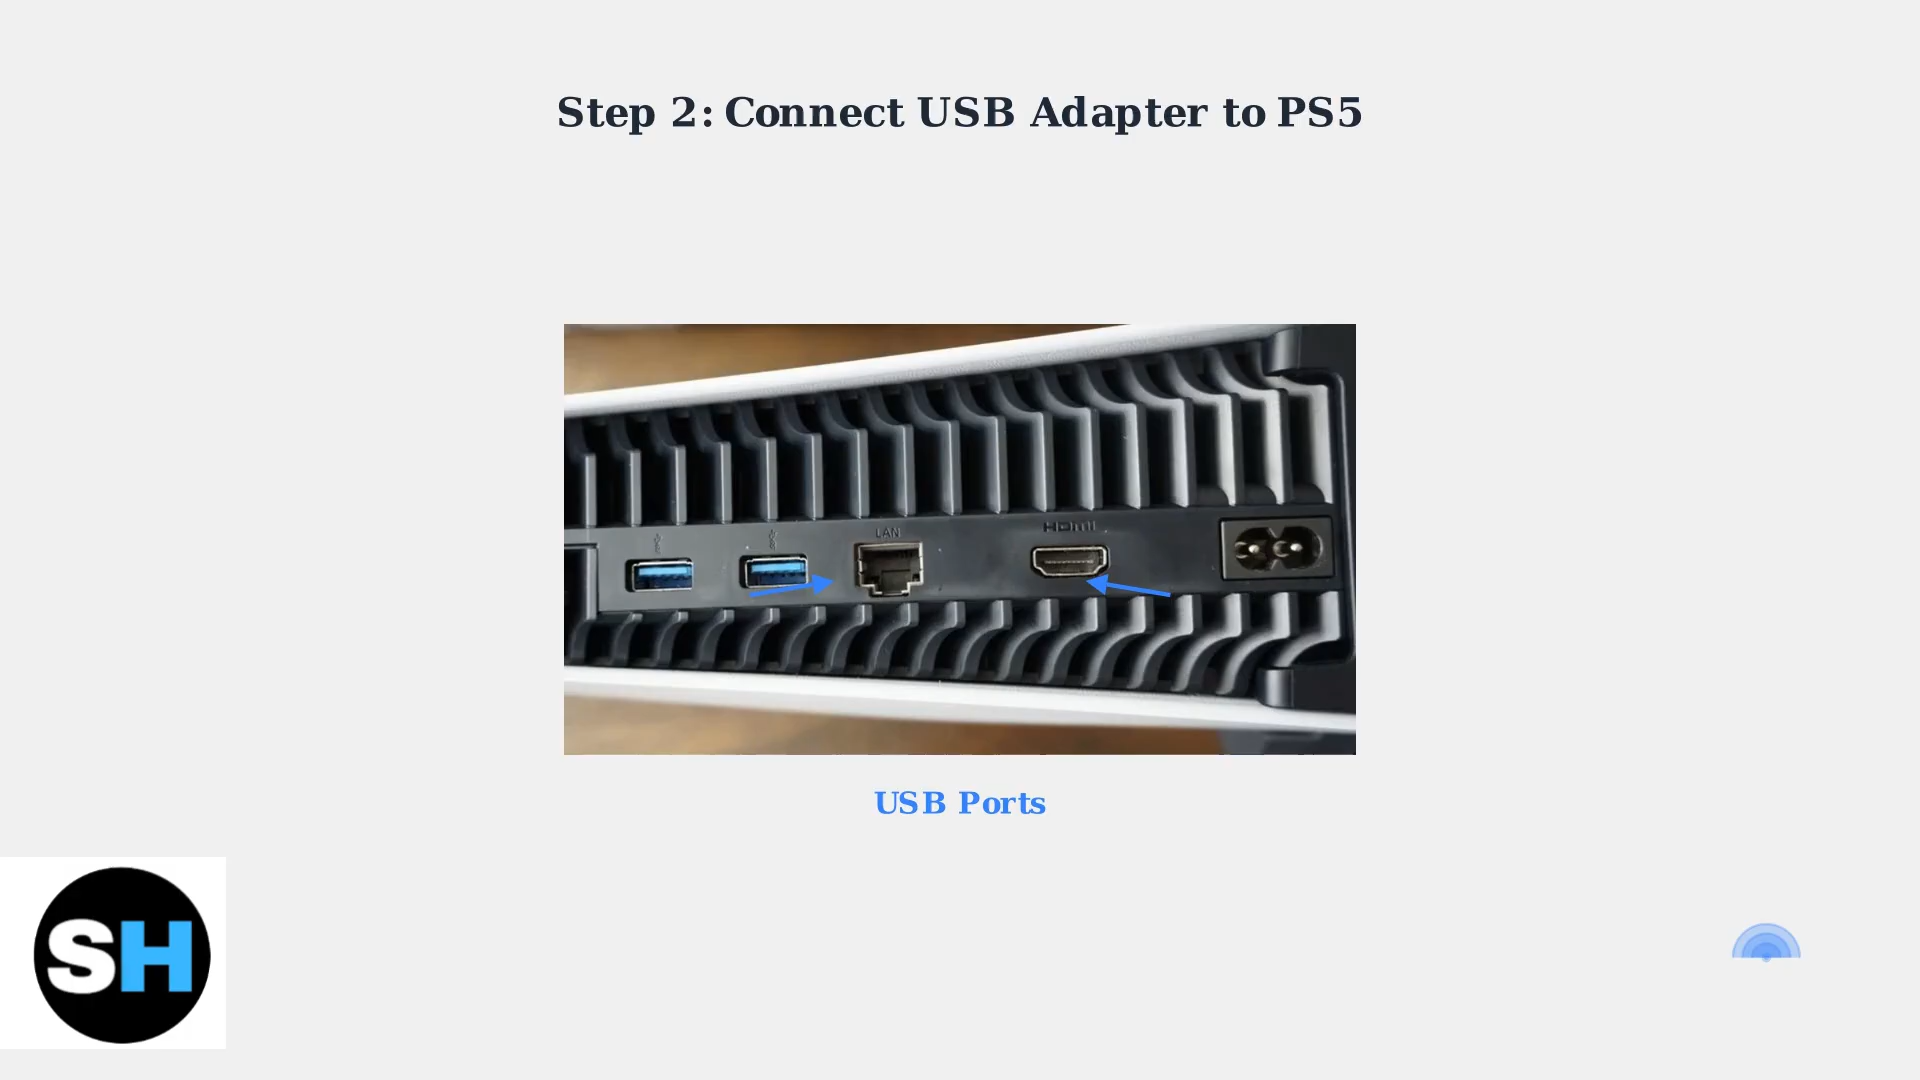 Step 2: Connect USB Adapter to PS5
LAN
HDMI
USB Ports
SH